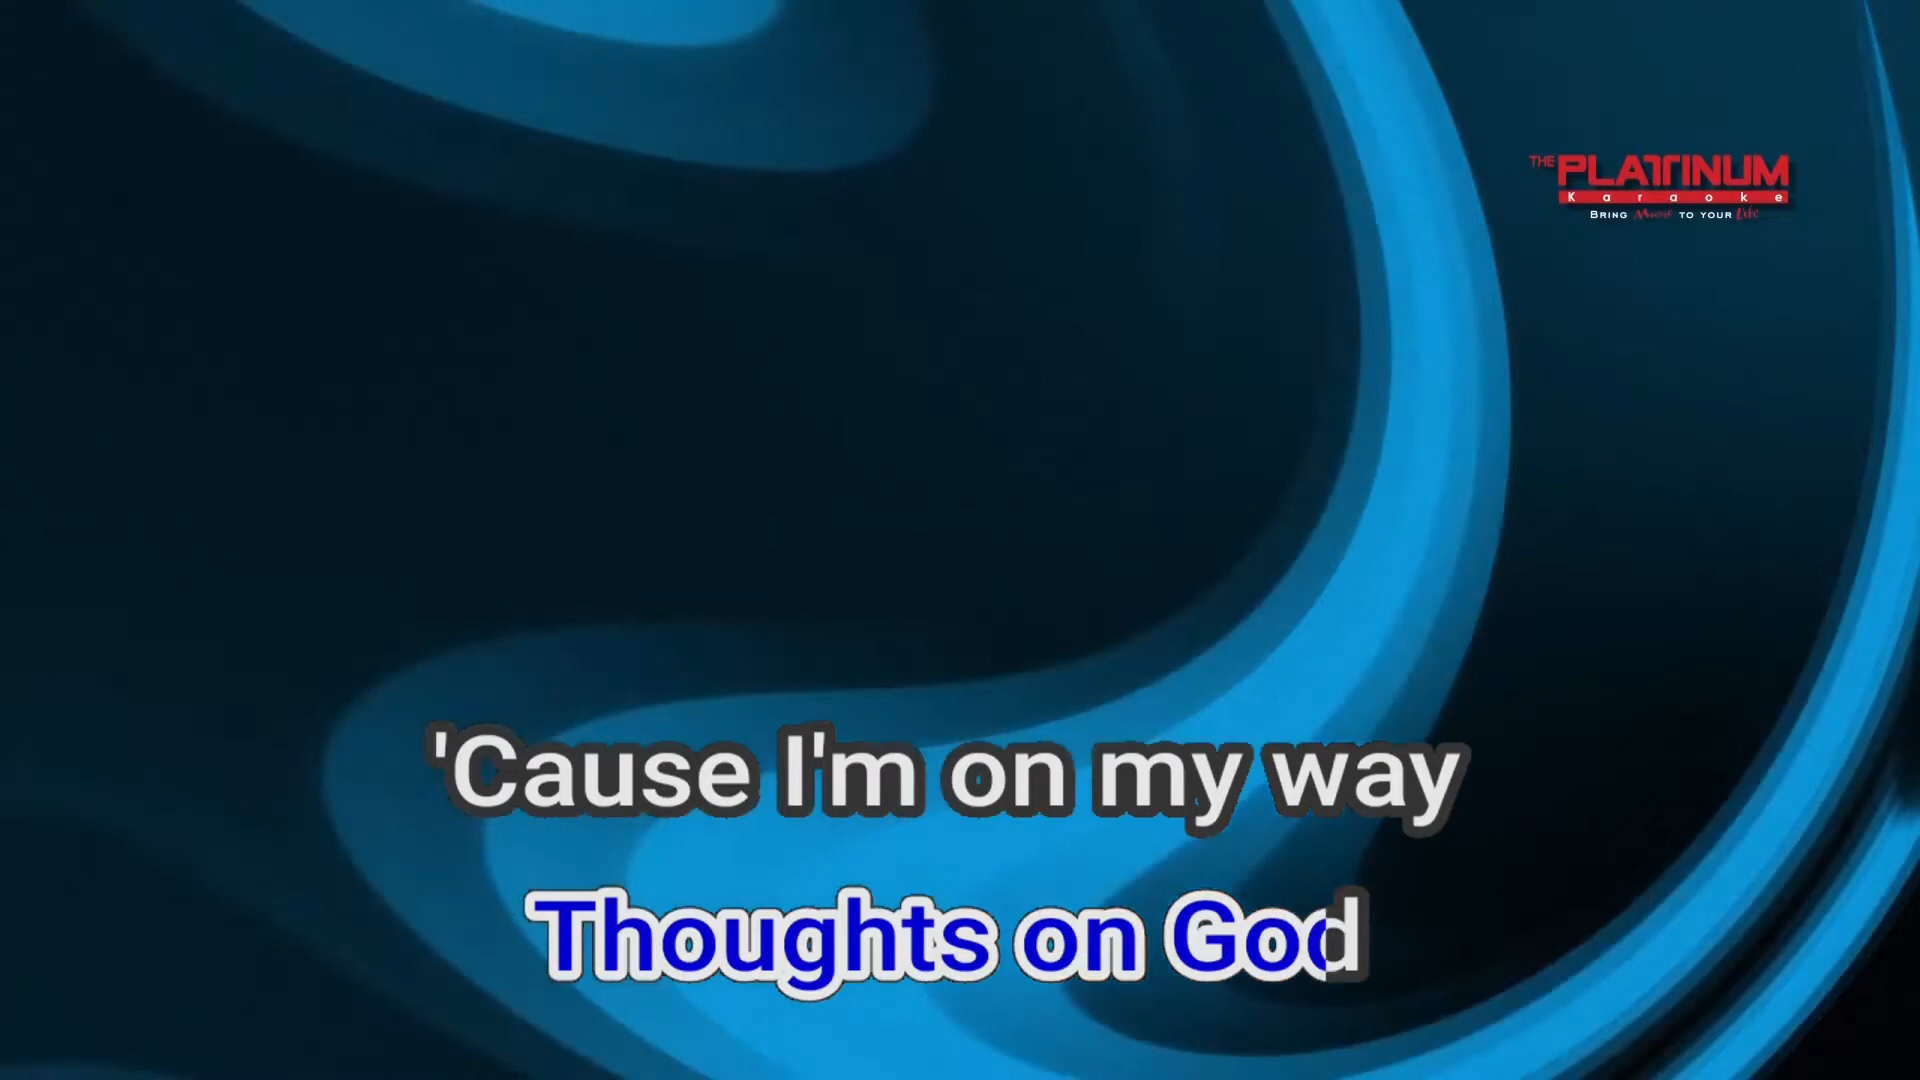 THE PLATINUM
Karaoke
BRING Music TO YOUR Life
'Cause I'm on my way
Thoughts on God